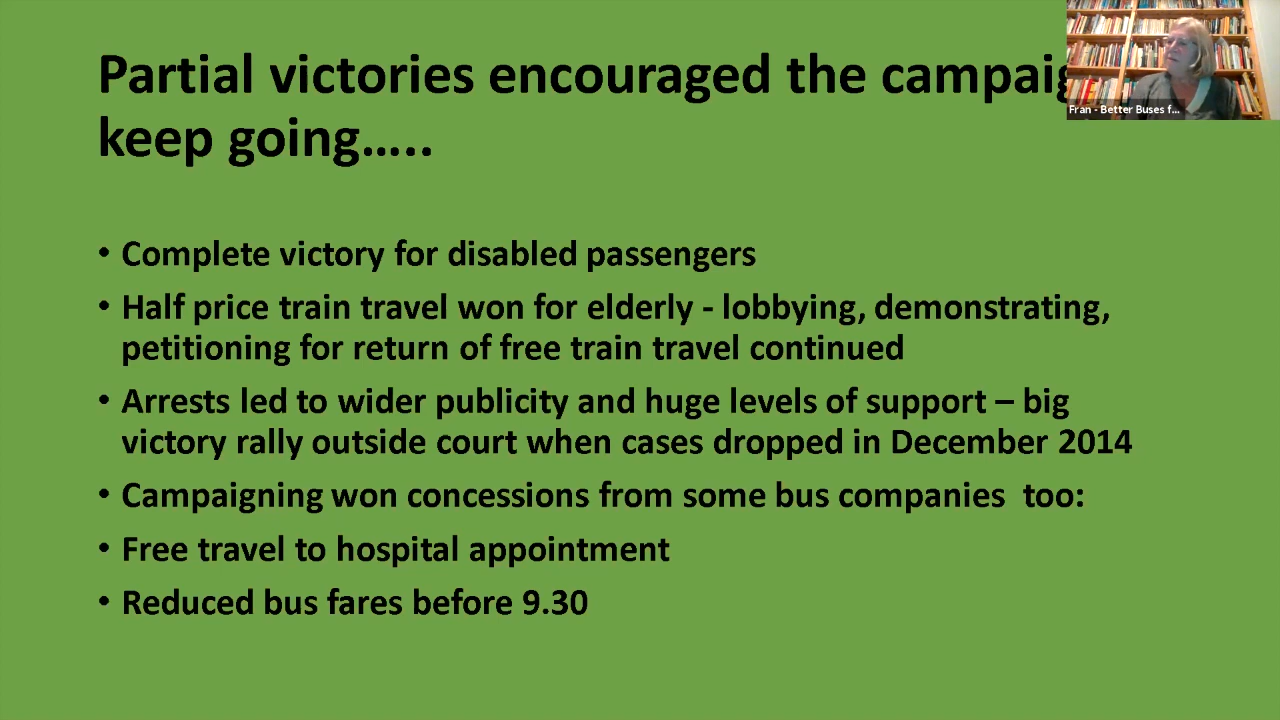 Partial victories encouraged the campaig
keep going.....
• Complete victory for disabled passengers
• Half price train travel won for elderly - lobbying, demonstrating,
petitioning for return of free train travel continued
• Arrests led to wider publicity and huge levels of support – big
victory rally outside court when cases dropped in December 2014
• Campaigning won concessions from some bus companies  too:
• Free travel to hospital appointment
• Reduced bus fares before 9.30
Fran - Better Buses f...